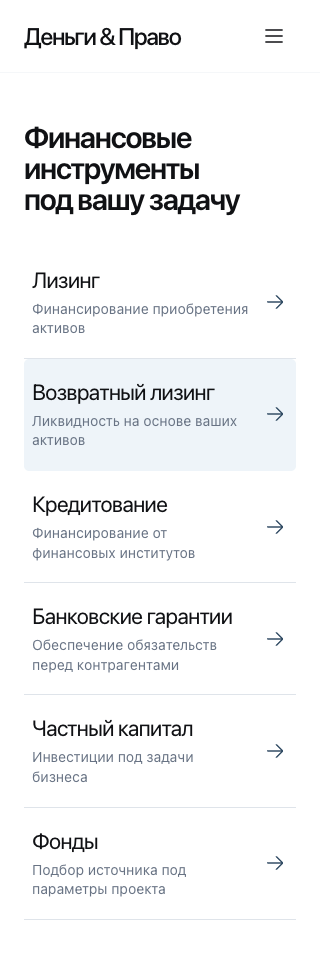 Деньги & Право
Финансовые
инструменты
под вашу задачу
Лизинг
Финансирование приобретения
активов
Возвратный лизинг
Ликвидность на основе ваших
активов
Кредитование
Финансирование от
финансовых институтов
Банковские гарантии
Обеспечение обязательств
перед контрагентами
Частный капитал
Инвестиции под задачи
бизнеса
Фонды
Подбор источника под
параметры проекта